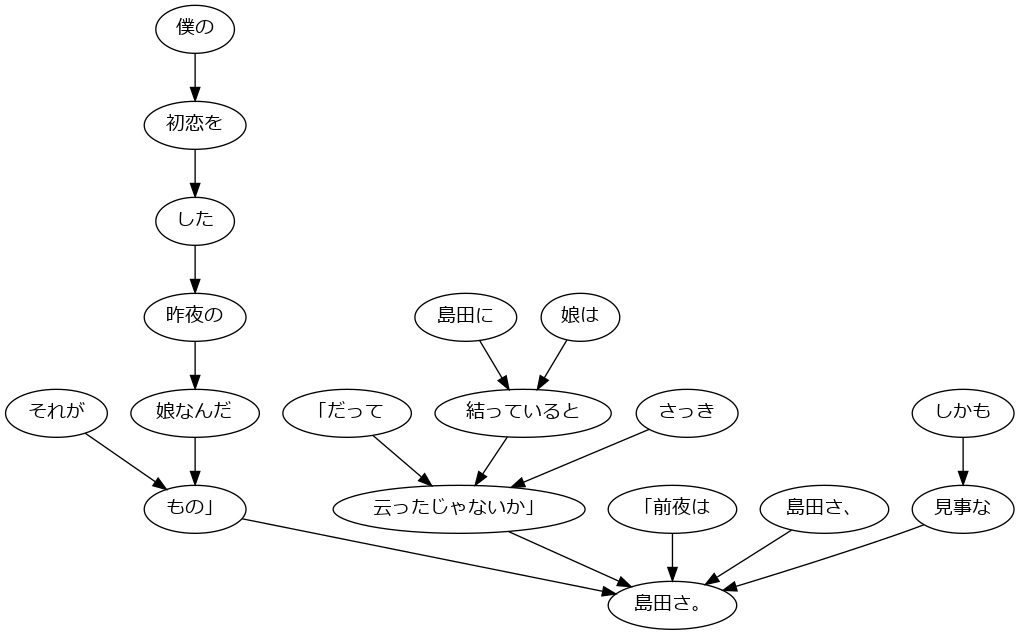 僕の
初恋を
した
昨夜の
島田に
娘は
それが
娘なんだ
「だって
結っていると
さっき
しかも
もの」
云ったじゃないか」
「前夜は
島田さ、
見事な
島田さ。